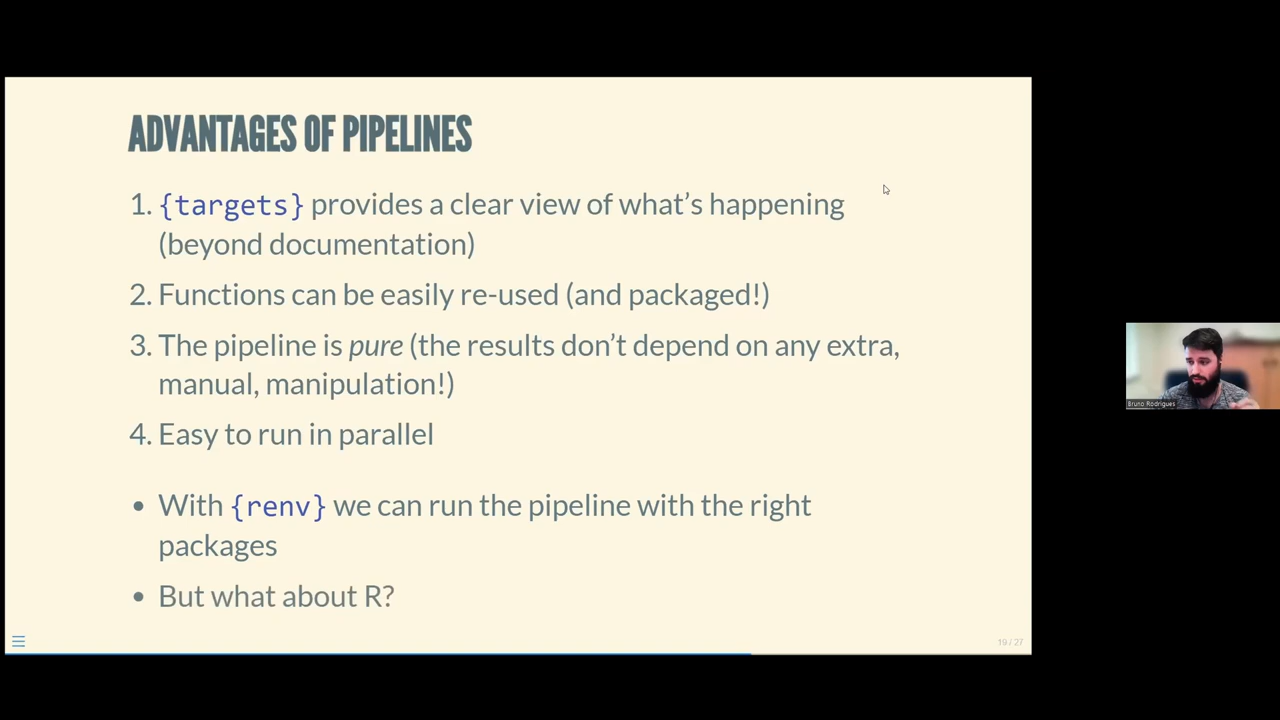 ADVANTAGES OF PIPELINES
1. {targets} provides a clear view of what's happening
(beyond documentation)
2. Functions can be easily re-used (and packaged!)
3. The pipeline is pure (the results don't depend on any extra,
manual, manipulation!)
4. Easy to run in parallel
• With {renv} we can run the pipeline with the right
packages
• But what about R?
19 / 27
Bruno Rodrigues